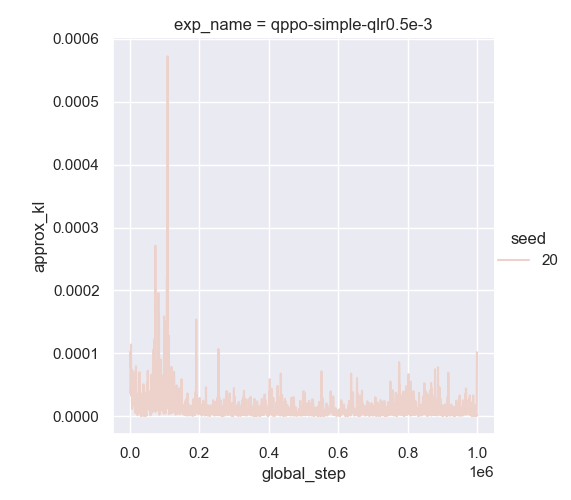 exp_name = qppo-simple-qlr0.5e-3
0.0006
0.0005
0.0004
0.0003
0.0002
0.0001
0.0000
approx_kl
0.0 0.2 0.4 0.6 0.8 1.0
1e6
global_step
seed
20